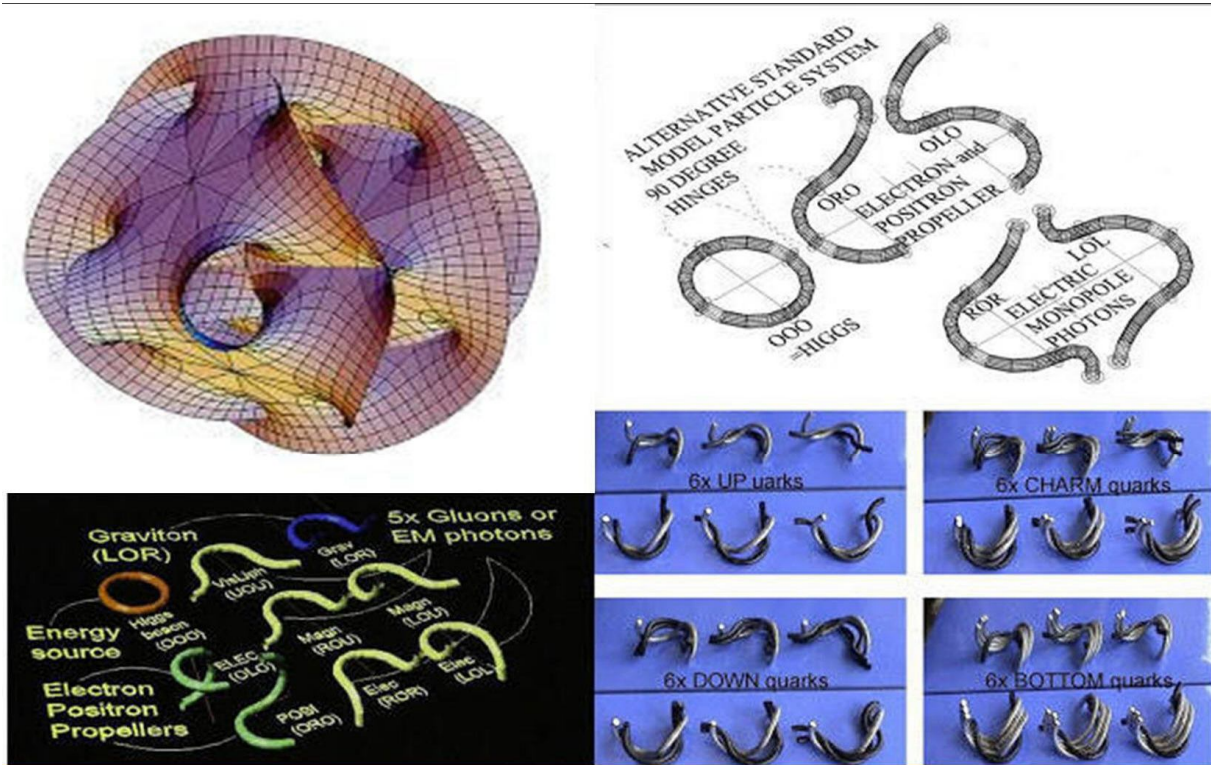 ALTERNATIVE STANDARD
MODEL PARTICLE SYSTEM
90 DEGREE
HINGES
ORO
OLO
ELECTRON and
POSITRON
PROPELLER
OOO
=HIGGS
ROR
LOL
ELECTRIC
MONOPOLE
PHOTONS
Graviton
(LOR)
5x Gluons or
EM photons
Grav
(LOR)
(UOU)
Higgs
(OOO)
Energy
source
Magn
(ROU)
Magn
(LOU)
ELEC
(OLO)
Electron
Positron
Propellers
POSI
(ORO)
Elec
(ROR)
Elec
(LOL)
6x UP uarks
6x CHARM quarks
6x DOWN quarks
6x BOTTOM quarks